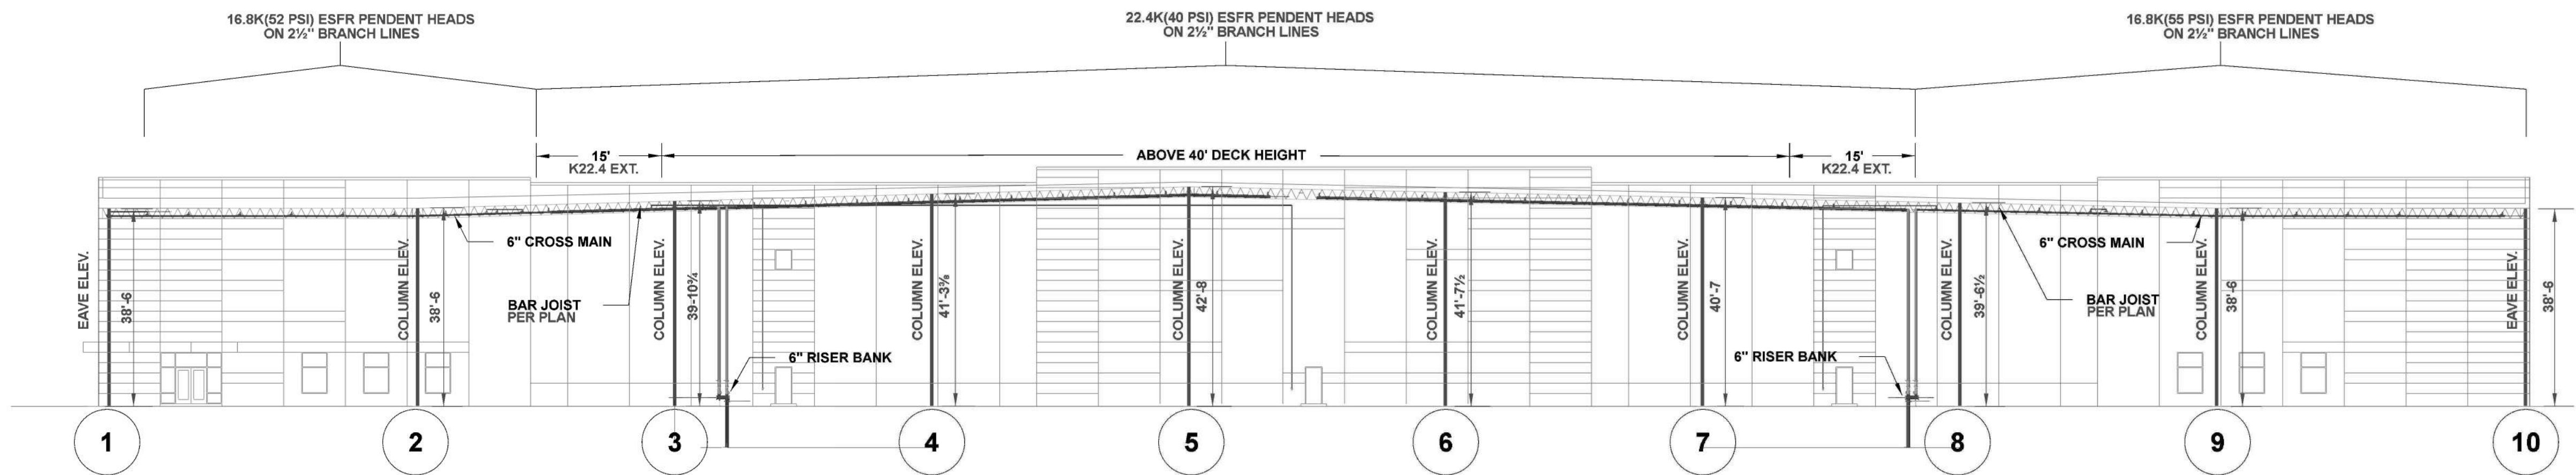 16.8K(52 PSI) ESFR PENDENT HEADS
ON 2½" BRANCH LINES
22.4K(40 PSI) ESFR PENDENT HEADS
ON 2½" BRANCH LINES
16.8K(55 PSI) ESFR PENDENT HEADS
ON 2½" BRANCH LINES
15'
K22.4 EXT.
ABOVE 40' DECK HEIGHT
15'
K22.4 EXT.
EAVE ELEV.
38'-6
COLUMN ELEV.
38'-6
6" CROSS MAIN
BAR JOIST
PER PLAN
COLUMN ELEV.
39-10¾
6" RISER BANK
COLUMN ELEV.
41'-3⅜
COLUMN ELEV.
42'-8
COLUMN ELEV.
41'-7½
COLUMN ELEV.
40'-7
6" RISER BANK
COLUMN ELEV.
39'-6½
6" CROSS MAIN
BAR JOIST
PER PLAN
COLUMN ELEV.
38'-6
EAVE ELEV.
38'-6
1
2
3
4
5
6
7
8
9
10